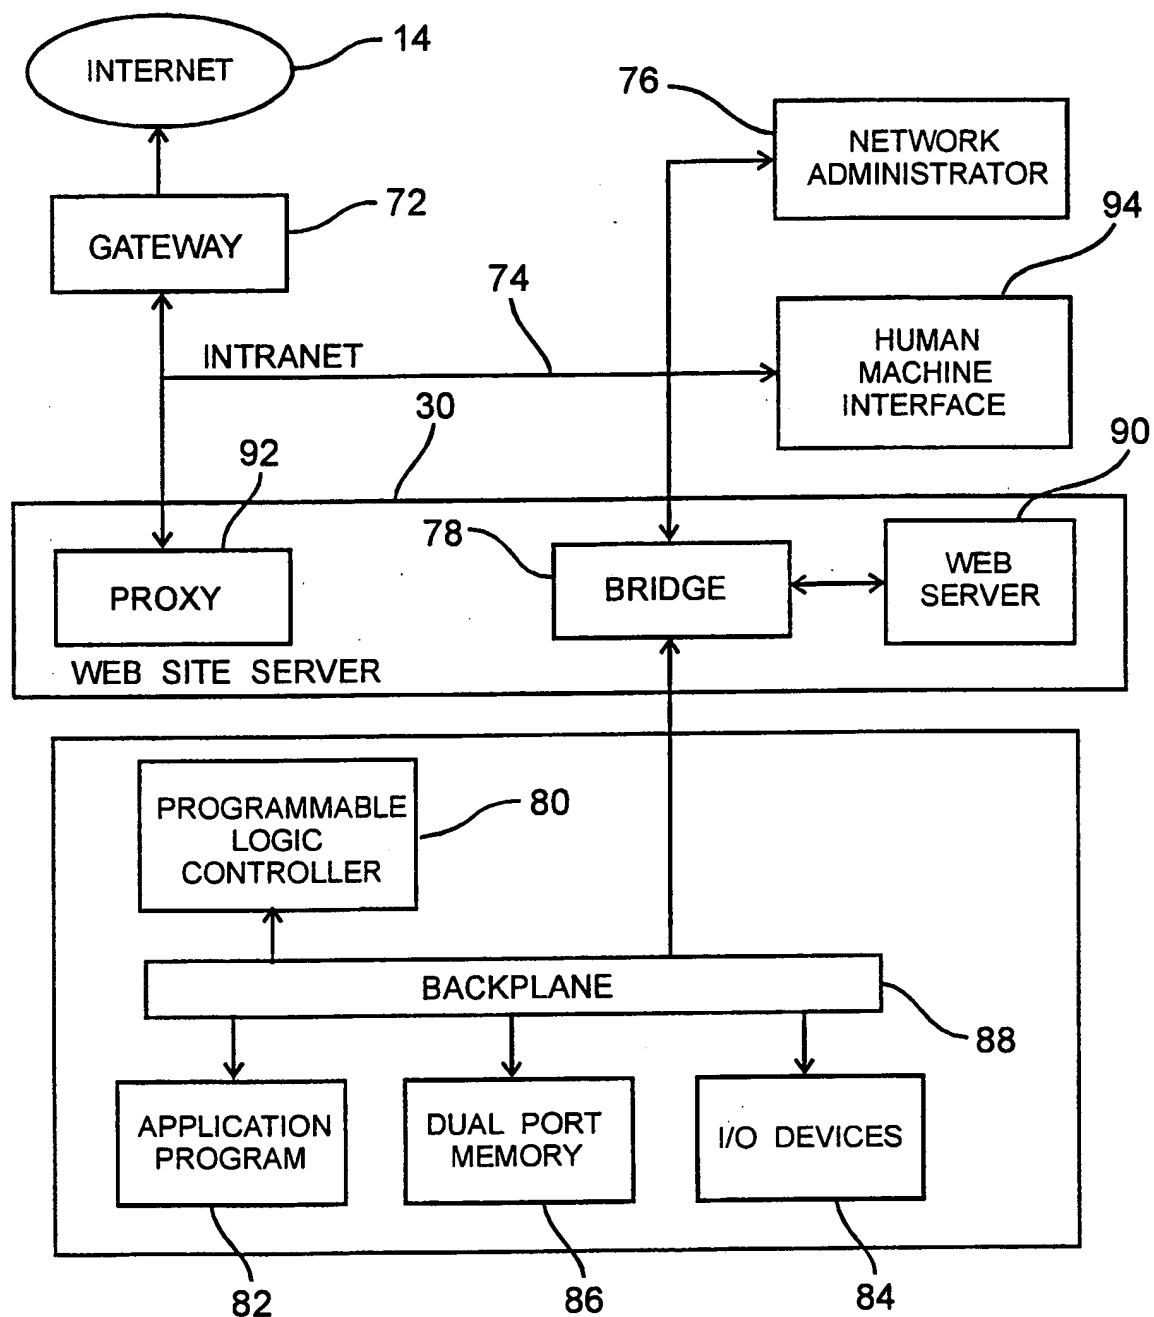 INTERNET
14
76
NETWORK
ADMINISTRATOR
GATEWAY
72
94
74
INTRANET
HUMAN
MACHINE
INTERFACE
30
92
90
78
PROXY
BRIDGE
WEB
SERVER
WEB SITE SERVER
PROGRAMMABLE
LOGIC
CONTROLLER
80
BACKPLANE
88
APPLICATION
PROGRAM
DUAL PORT
MEMORY
I/O DEVICES
82
86
84